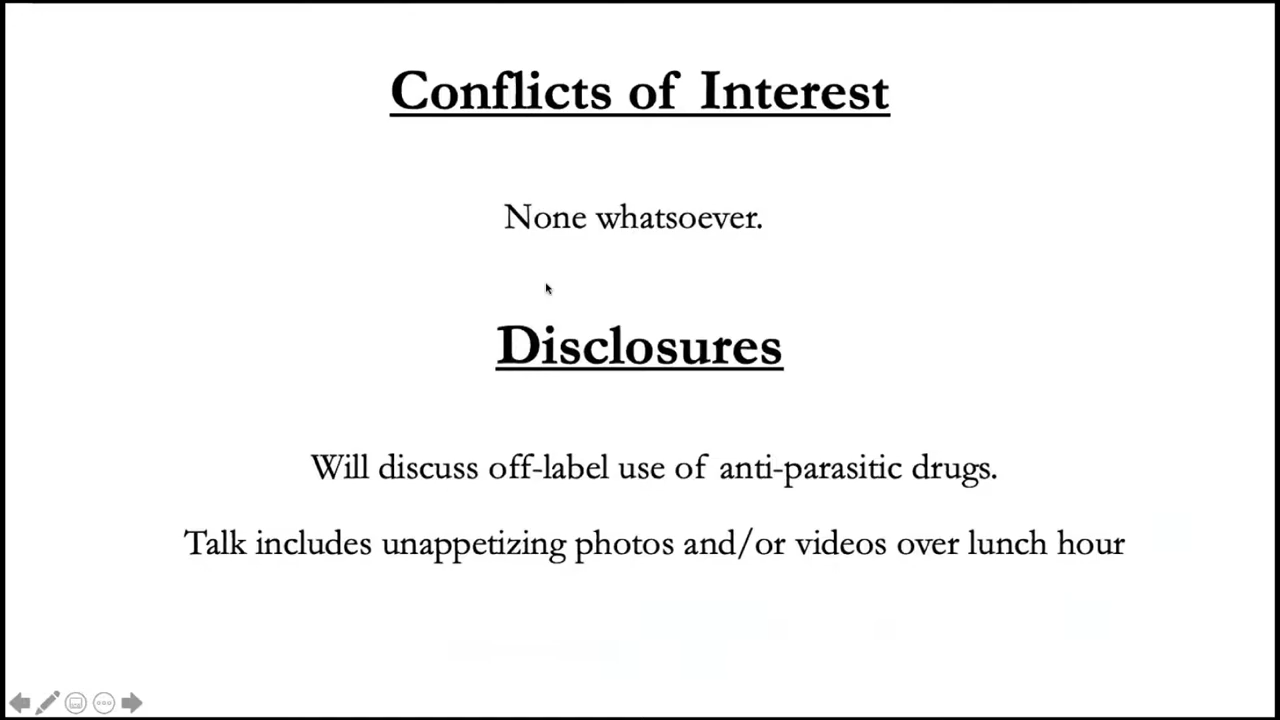 Conflicts of Interest
None whatsoever.
Disclosures
Will discuss off-label use of anti-parasitic drugs.
Talk includes unappetizing photos and/or videos over lunch hour